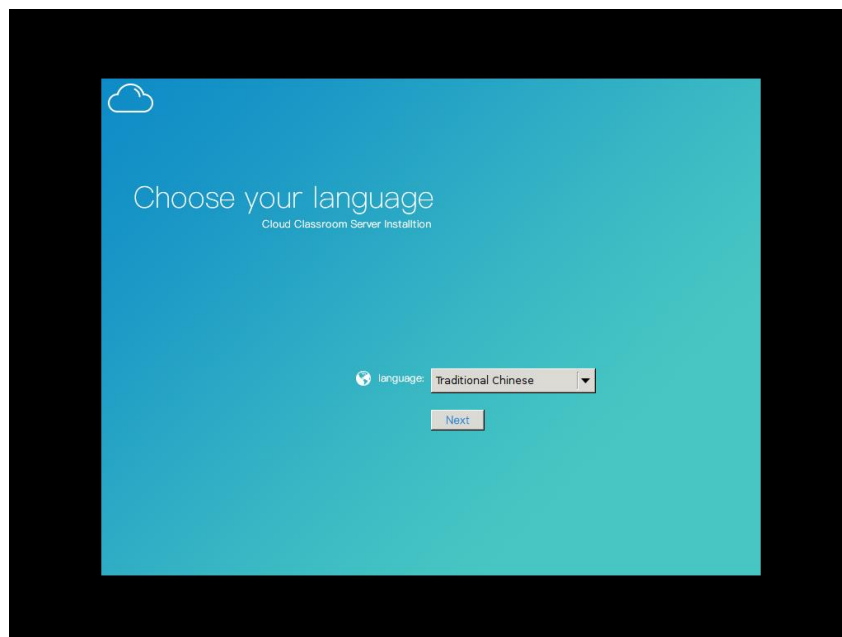 Choose your language
Cloud Classroom Server Installtion
language: Traditional Chinese
Next